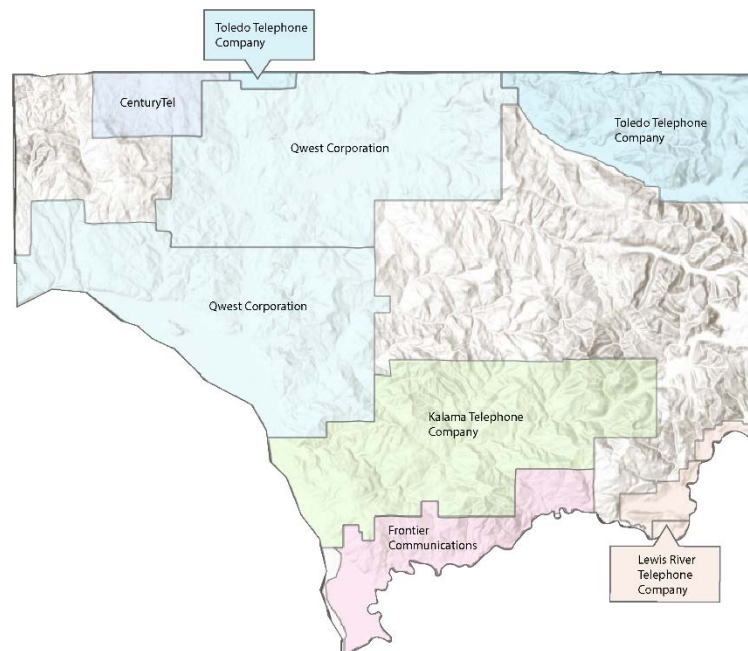 Toledo Telephone
Company
CenturyTel
Qwest Corporation
Toledo Telephone
Company
Qwest Corporation
Kalama Telephone
Company
Frontier
Communications
Lewis River
Telephone
Company